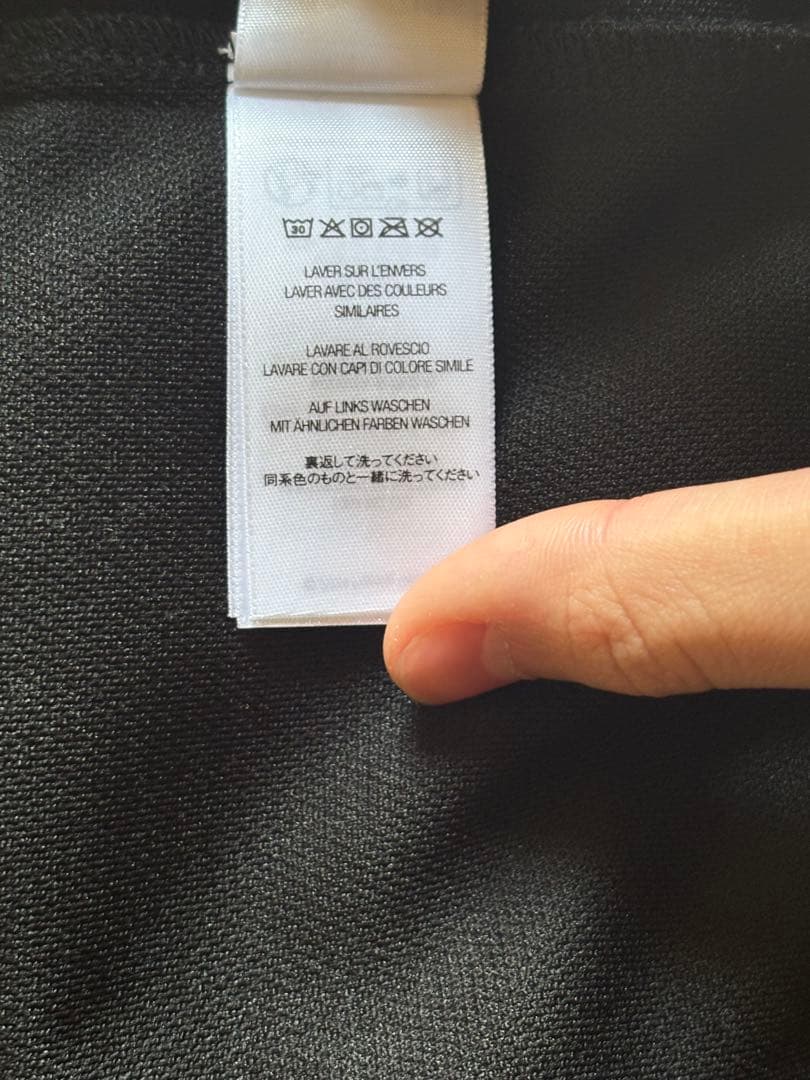 30
LAVER SUR L'ENVERS
LAVER AVEC DES COULEURS
SIMILAIRES
LAVARE AL ROVESCIO
LAVARE CON CAPI DI COLORE SIMILE
AUF LINKS WASCHEN
MIT ÄHNLICHEN FARBEN WASCHEN
裏返して洗ってください
同系色のものと一緒に洗ってください